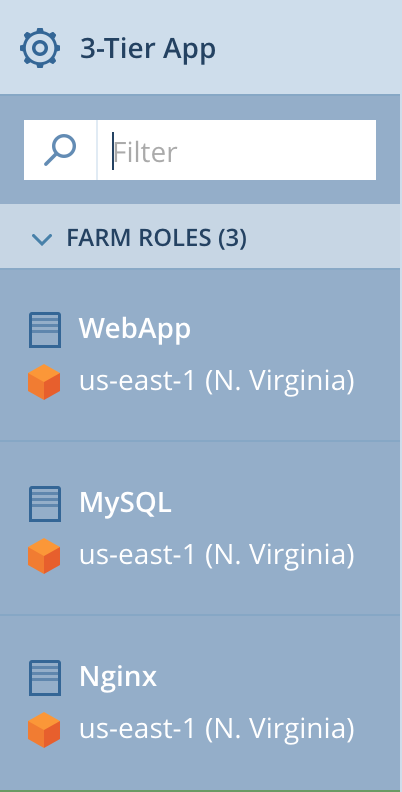 3-Tier App
Filter
FARM ROLES (3)
WebApp
us-east-1 (N. Virginia)
MySQL
us-east-1 (N. Virginia)
Nginx
us-east-1 (N. Virginia)